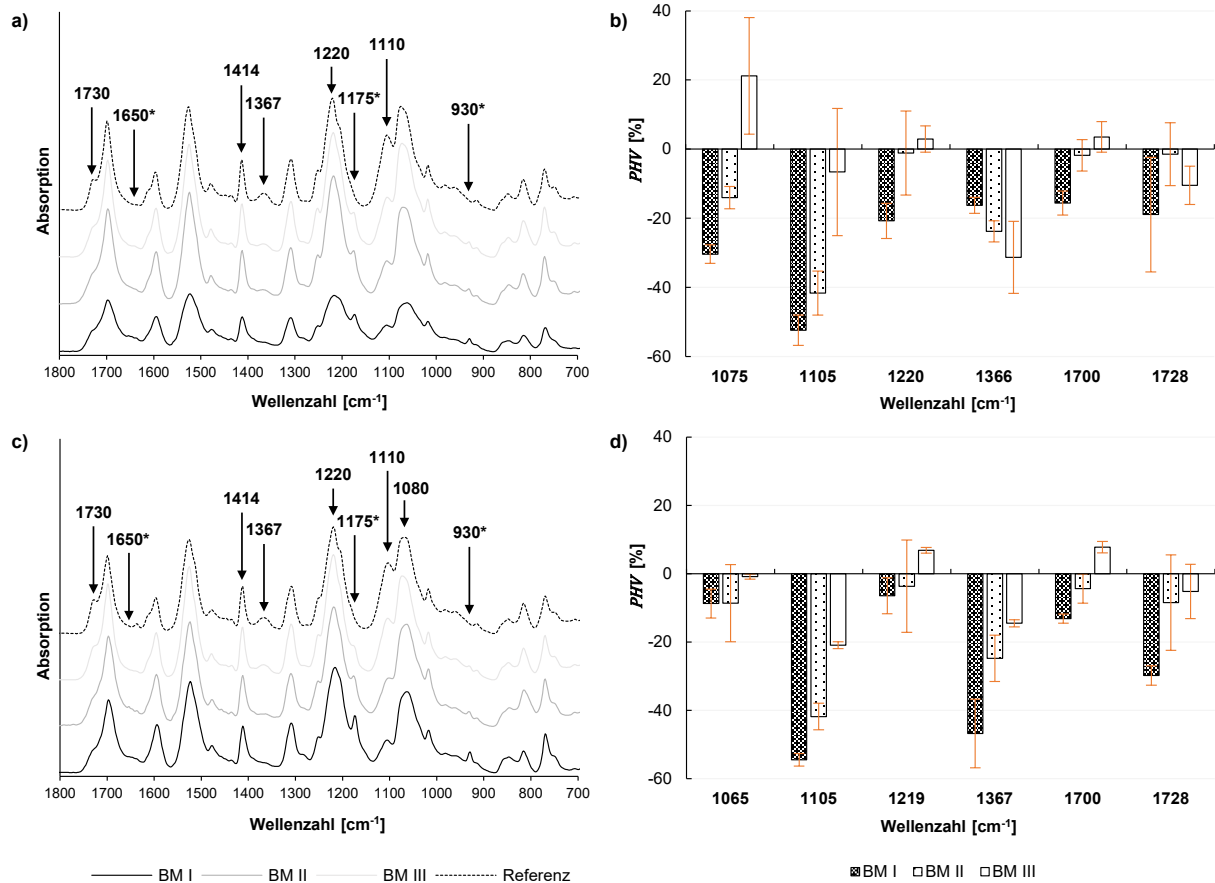 a)
1730
1650*
1414
1367
1220
1175*
1110
930*
Absorption
1800 1700 1600 1500 1400 1300 1200 1100 1000 900 800 700
Wellenzahl [cm⁻¹]
b)
40
20
0
-20
-40
-60
PHV [%]
1075 1105 1220 1366 1700 1728
Wellenzahl [cm⁻¹]
c)
1730
1650*
1414
1367
1220
1175*
1110
1080
930*
Absorption
1800 1700 1600 1500 1400 1300 1200 1100 1000 900 800 700
Wellenzahl [cm⁻¹]
d)
40
20
0
-20
-40
-60
PHV [%]
1065 1105 1219 1367 1700 1728
Wellenzahl [cm⁻¹]
BM I BM II BM III Referenz
BM I BM II BM III